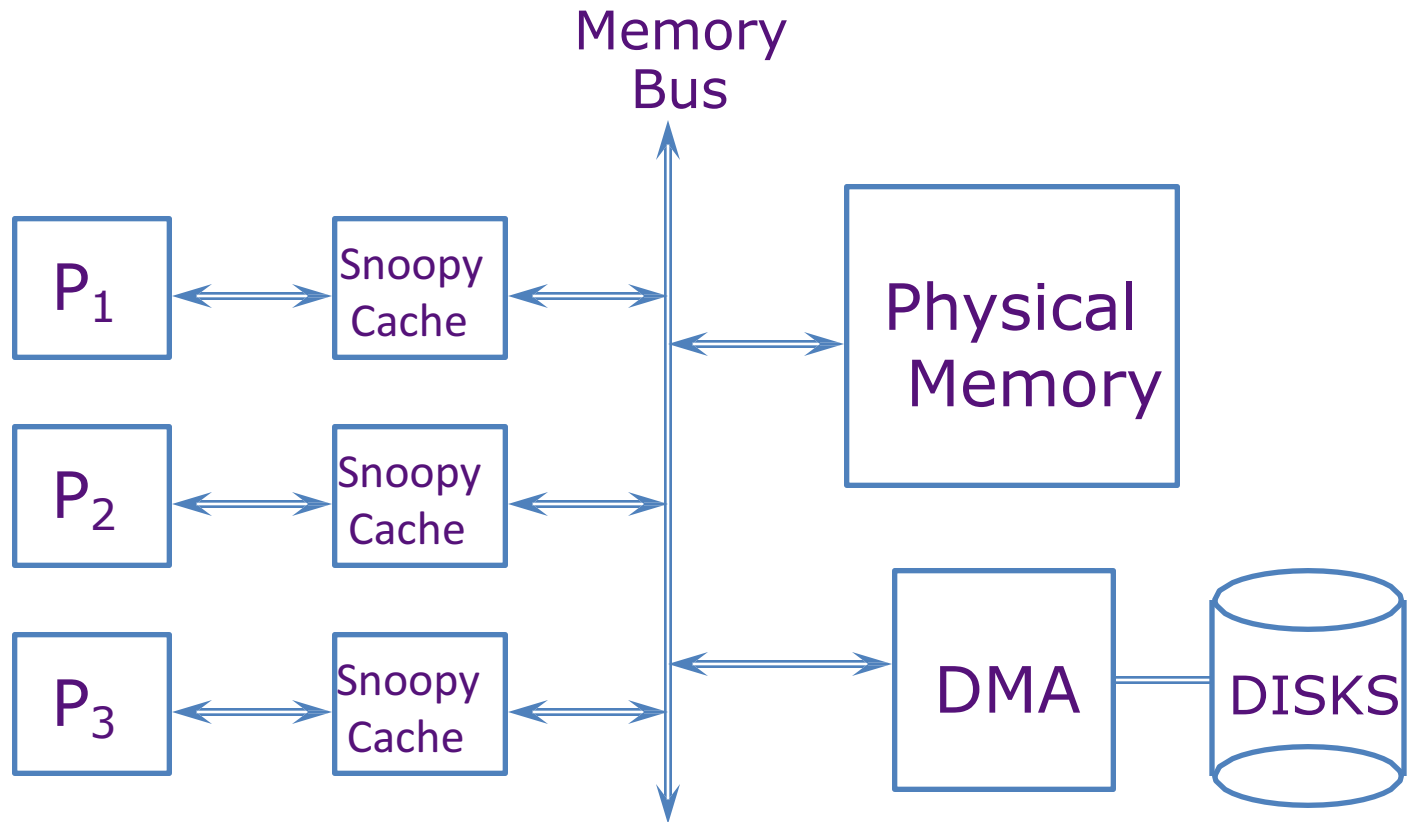 Memory
Bus
P₁
Snoopy
Cache
Physical
Memory
P₂
Snoopy
Cache
P₃
Snoopy
Cache
DMA
DISKS